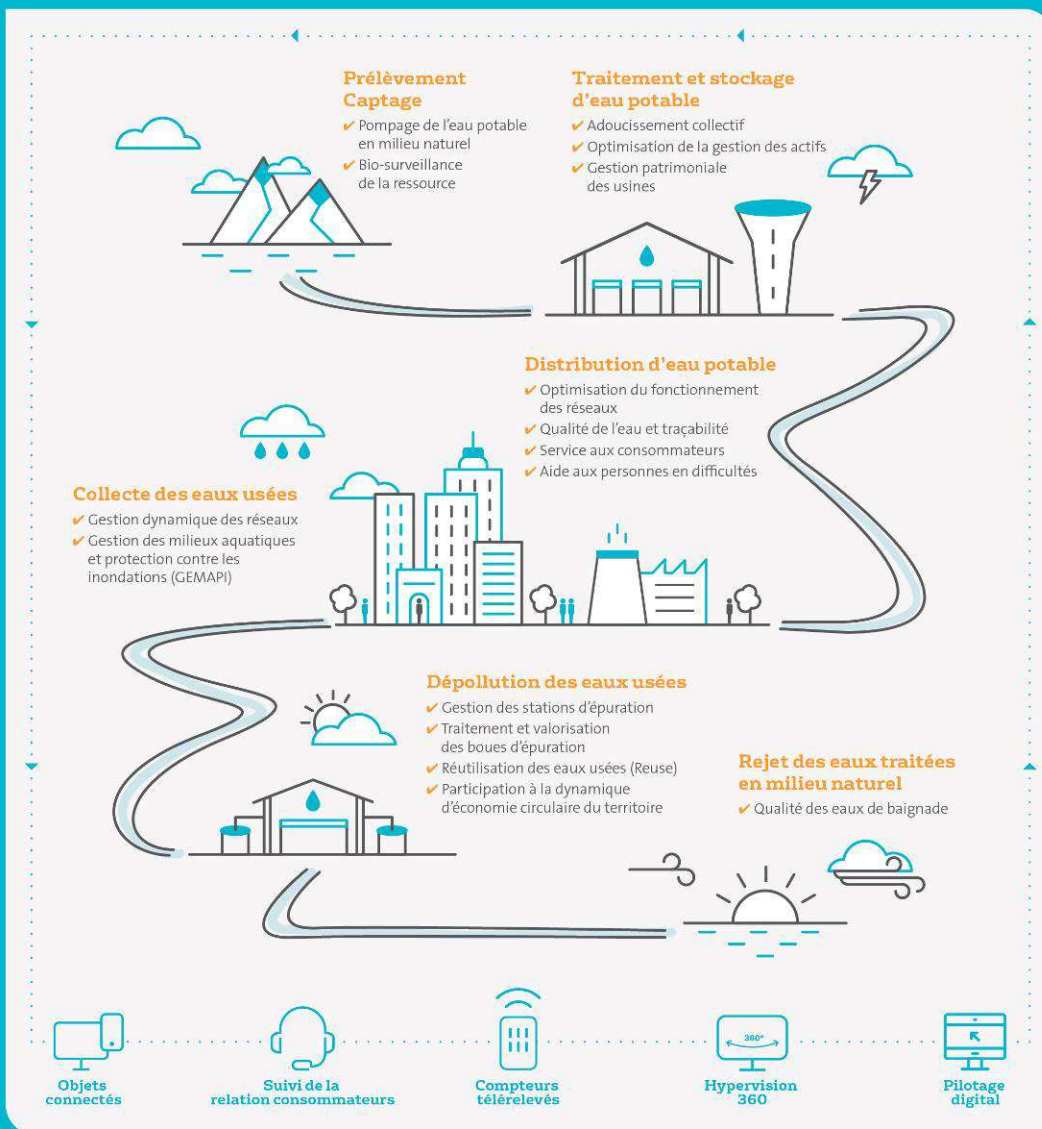 Prélèvement
Captage
✔ Pompage de l'eau potable
en milieu naturel
✔ Bio-surveillance
de la ressource
Traitement et stockage
d'eau potable
✔ Adoucissement collectif
✔ Optimisation de la gestion des actifs
✔ Gestion patrimoniale
des usines
Distribution d'eau potable
✔ Optimisation du fonctionnement
des réseaux
✔ Qualité de l'eau et traçabilité
✔ Service aux consommateurs
✔ Aide aux personnes en difficultés
Collecte des eaux usées
✔ Gestion dynamique des réseaux
✔ Gestion des milieux aquatiques
et protection contre les
inondations (GEMAPI)
Dépollution des eaux usées
✔ Gestion des stations d'épuration
✔ Traitement et valorisation
des boues d'épuration
✔ Réutilisation des eaux usées (Reuse)
✔ Participation à la dynamique
d'économie circulaire du territoire
Rejet des eaux traitées
en milieu naturel
✔ Qualité des eaux de baignade
360°
Objets
connectés
Suivi de la
relation consommateurs
Compteurs
télérelevés
Hypervision
360
Pilotage
digital